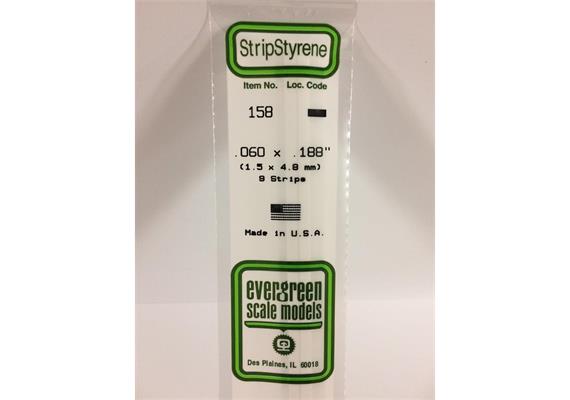 StripStyrene
Item No. Loc. Code
158
.060 x .188"
(1.5 x 4.8 mm)
9 Strips
Made in U.S.A.
evergreen
scale models
Des Plaines, IL 60018